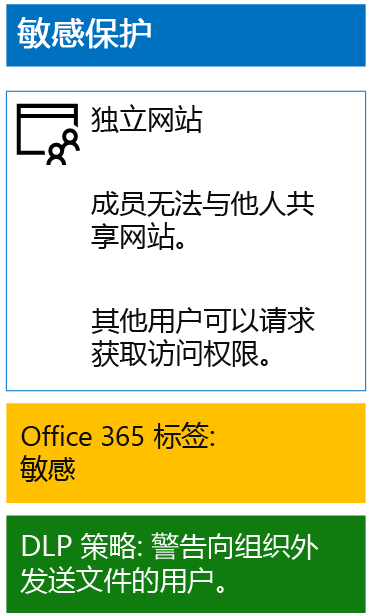 敏感保护
独立网站
成员无法与他人共
享网站。
其他用户可以请求
获取访问权限。
Office 365 标签:
敏感
DLP 策略: 警告向组织外
发送文件的用户。